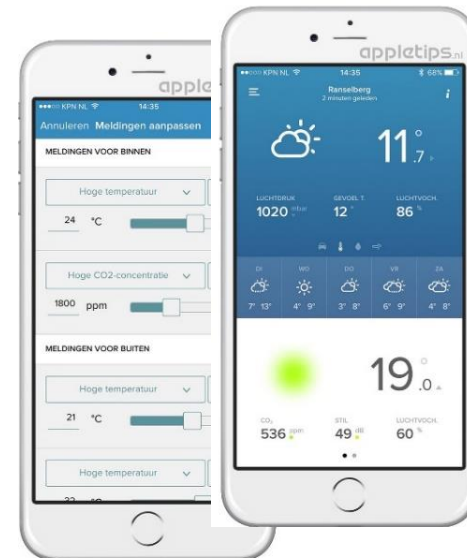 apple
KPN NL 14:35
Annuleren Meldingen aanpassen
MELDINGEN VOOR BINNEN
Hoge temperatuur
24 °C
Hoge CO2-concentratie
1800 ppm
MELDINGEN VOOR BUITEN
Hoge temperatuur
21 °C
Hoge temperatuur
appletips.nl
KPN NL 14:35 68%
Ranselberg
2 minuten geleden
11.7°
LUCHTDRUK GEVOEL T. LUCHTVOCH.
1020 mbar 12 ° 86 %
DI WO DO VR ZA
7° 13° 4° 9° 3° 8° 6° 9° 4° 8°
19.0°
CO₂ STIL LUCHTVOCH.
536 ppm 49 dB 60 %